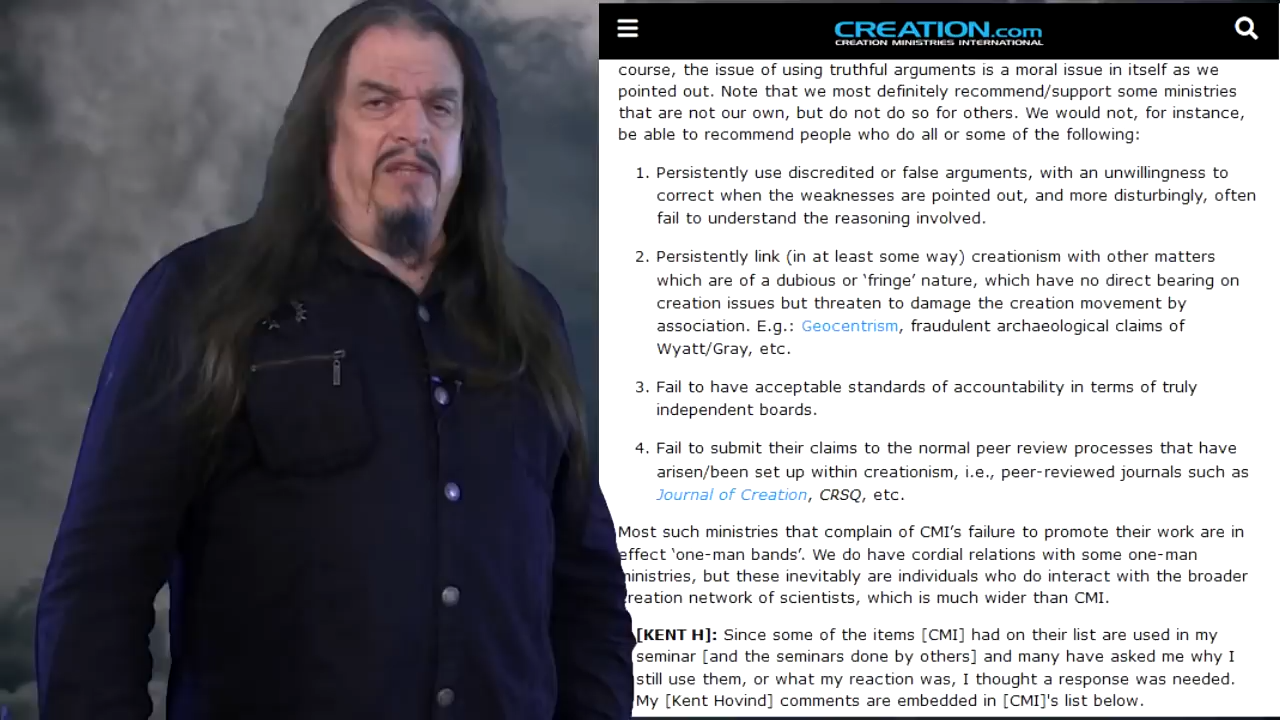 CREATION.com
CREATION MINISTRIES INTERNATIONAL
course, the issue of using truthful arguments is a moral issue in itself as we
pointed out. Note that we most definitely recommend/support some ministries
that are not our own, but do not do so for others. We would not, for instance,
be able to recommend people who do all or some of the following:
1. Persistently use discredited or false arguments, with an unwillingness to
correct when the weaknesses are pointed out, and more disturbingly, often
fail to understand the reasoning involved.
2. Persistently link (in at least some way) creationism with other matters
which are of a dubious or ‘fringe’ nature, which have no direct bearing on
creation issues but threaten to damage the creation movement by
association. E.g.: Geocentrism, fraudulent archaeological claims of
Wyatt/Gray, etc.
3. Fail to have acceptable standards of accountability in terms of truly
independent boards.
4. Fail to submit their claims to the normal peer review processes that have
arisen/been set up within creationism, i.e., peer-reviewed journals such as
Journal of Creation, CRSQ, etc.
Most such ministries that complain of CMI’s failure to promote their work are in
effect ‘one-man bands’. We do have cordial relations with some one-man
ministries, but these inevitably are individuals who do interact with the broader
creation network of scientists, which is much wider than CMI.
[KENT H]: Since some of the items [CMI] had on their list are used in my
seminar [and the seminars done by others] and many have asked me why I
still use them, or what my reaction was, I thought a response was needed.
My [Kent Hovind] comments are embedded in [CMI]'s list below.